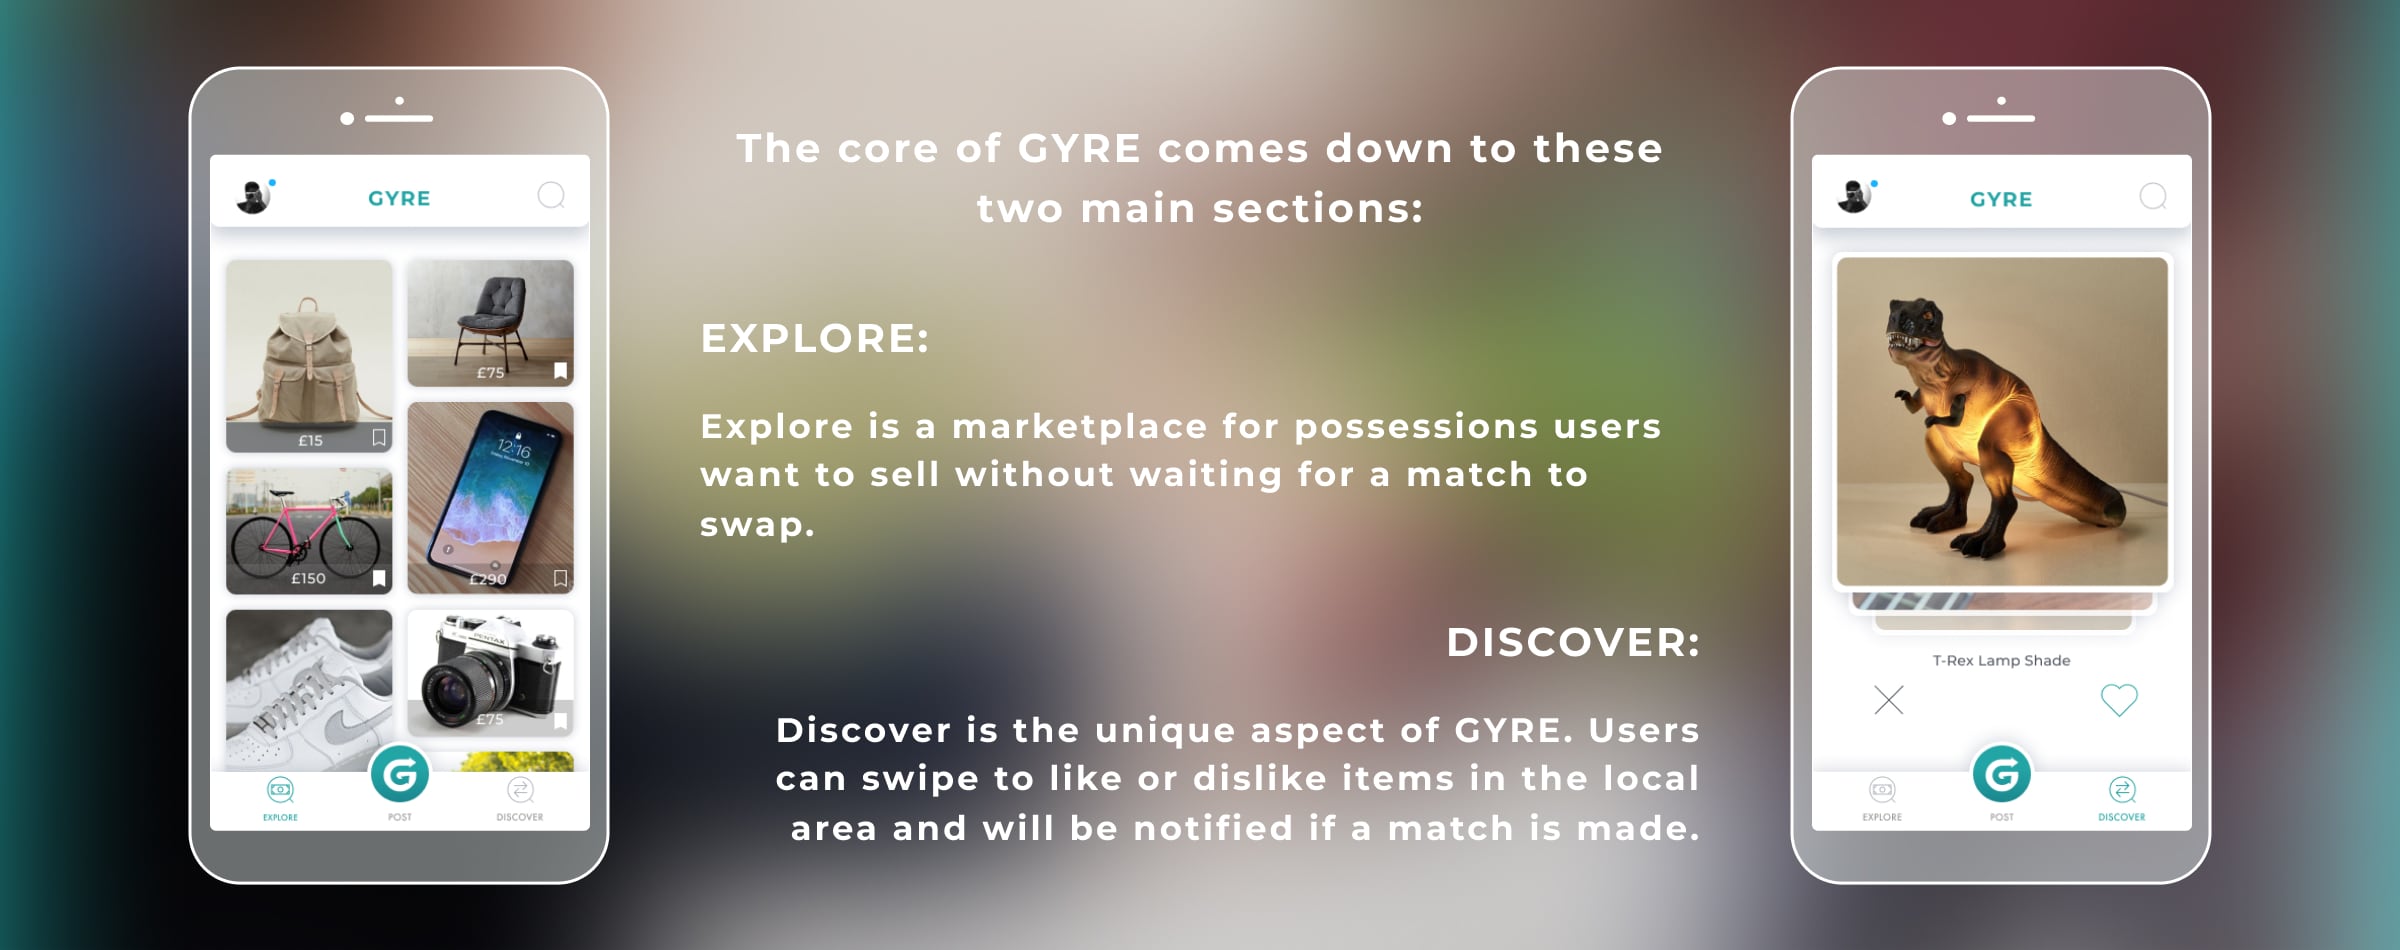 GYRE
£75
£15
12:16
£150
£290
PENTAX
£75
EXPLORE
POST
DISCOVER
The core of GYRE comes down to these
two main sections:
EXPLORE:
Explore is a marketplace for possessions users
want to sell without waiting for a match to
swap.
DISCOVER:
Discover is the unique aspect of GYRE. Users
can swipe to like or dislike items in the local
area and will be notified if a match is made.
GYRE
T-Rex Lamp Shade
EXPLORE
POST
DISCOVER